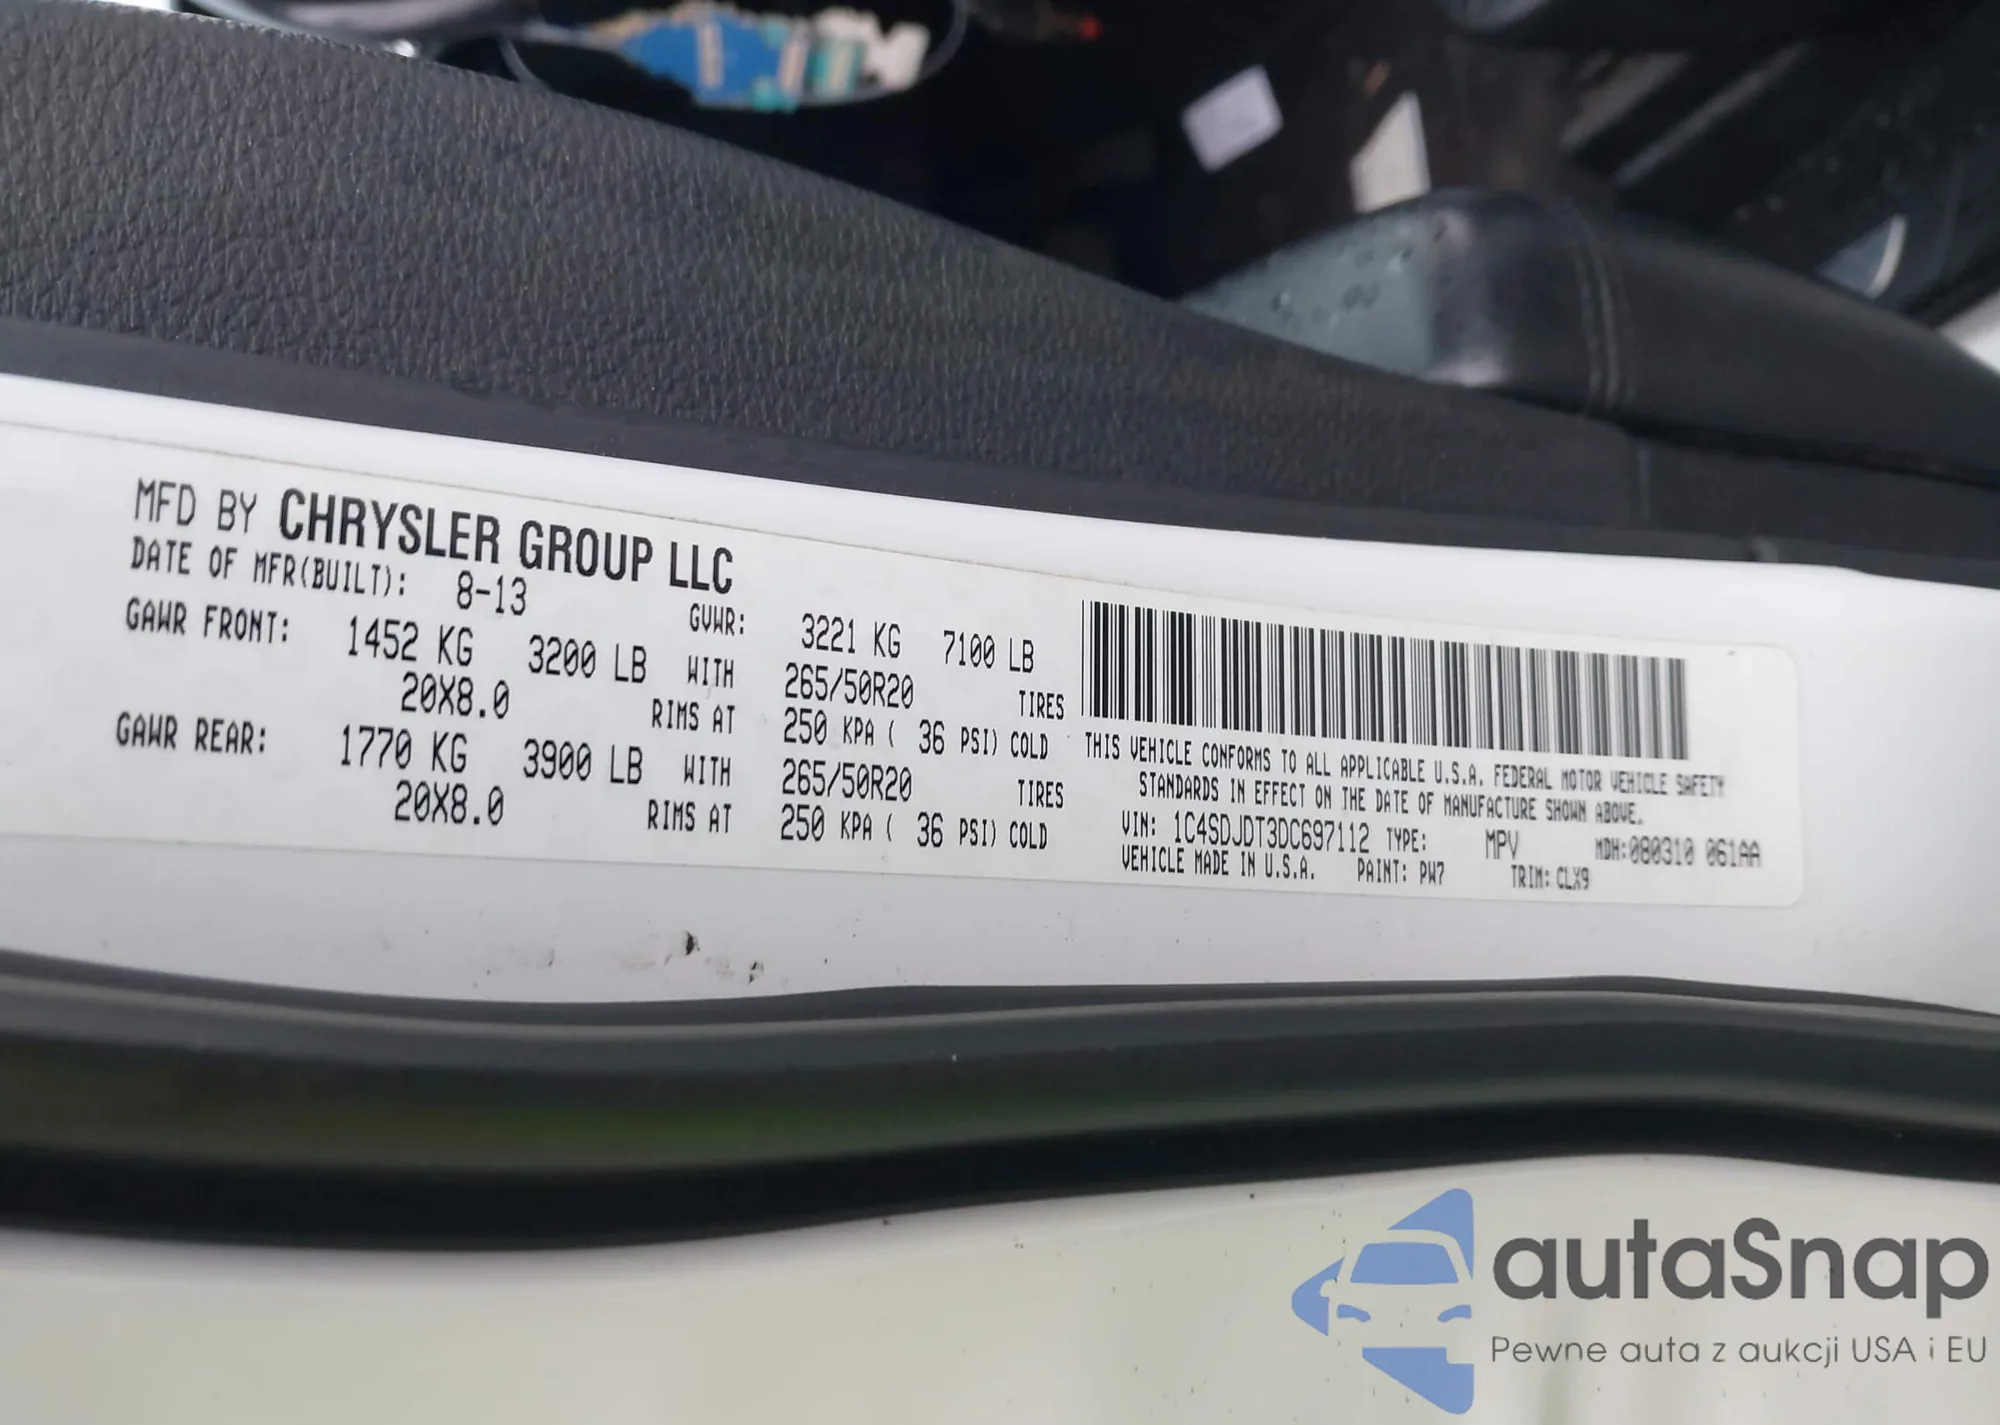 MFD BY CHRYSLER GROUP LLC
DATE OF MFR(BUILT): 8-13 GVWR: 3221 KG 7100 LB
GAWR FRONT: 1452 KG 3200 LB WITH 265/50R20 TIRES
20X8.0 RIMS AT 250 KPA ( 36 PSI) COLD
GAWR REAR: 1770 KG 3900 LB WITH 265/50R20 TIRES
20X8.0 RIMS AT 250 KPA ( 36 PSI) COLD
THIS VEHICLE CONFORMS TO ALL APPLICABLE U.S.A. FEDERAL MOTOR VEHICLE SAFETY
STANDARDS IN EFFECT ON THE DATE OF MANUFACTURE SHOWN ABOVE.
VIN: 1C4SDJDT3DC697112 TYPE: MPV MDH:080310 061AA
VEHICLE MADE IN U.S.A. PAINT: PW7 TRIM: CLX9
autaSnap
Pewne auta z aukcji USA i EU